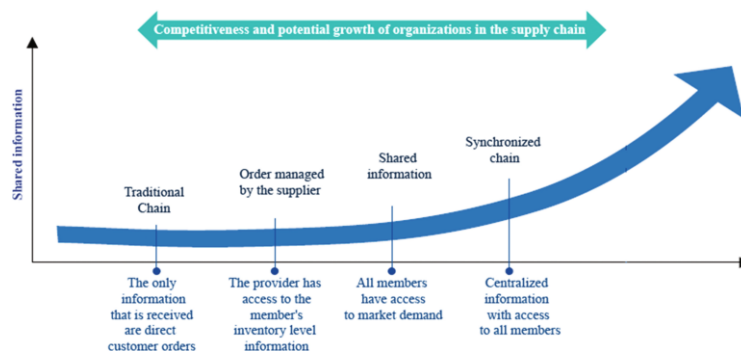 Competitiveness and potential growth of organizations in the supply chain
Shared information
Traditional
Chain
Order managed
by the supplier
Shared
information
Synchronized
chain
The only
information
that is received
are direct
customer orders
The provider has
access to the
member's
inventory level
information
All members
have access
to market demand
Centralized
information
with access
to all members